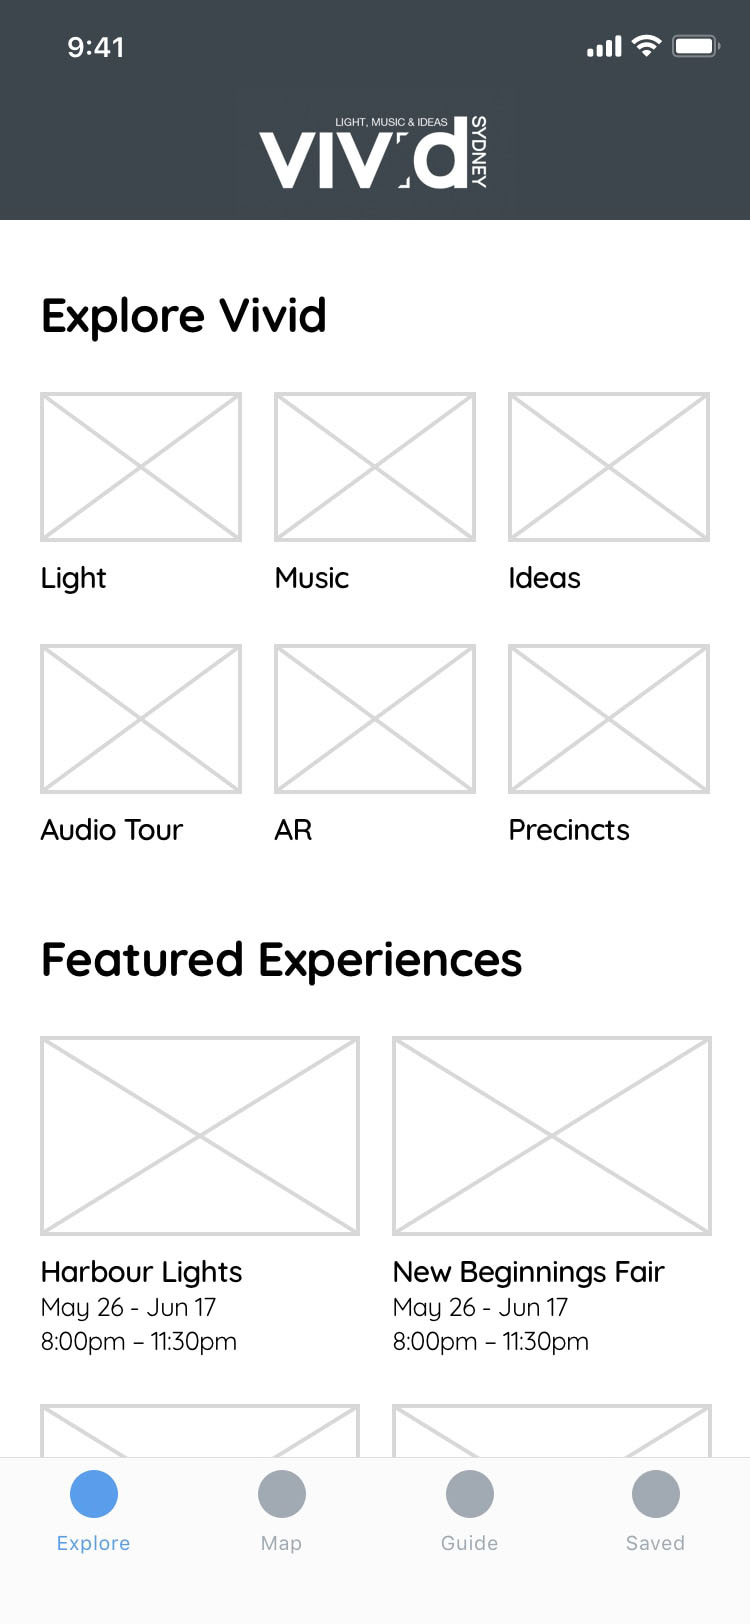 9:41
LIGHT, MUSIC & IDEAS
vivid
SYDNEY
Explore Vivid
Light Music Ideas
Audio Tour AR Precincts
Featured Experiences
Harbour Lights New Beginnings Fair
May 26 - Jun 17 May 26 - Jun 17
8:00pm – 11:30pm 8:00pm – 11:30pm
Explore Map Guide Saved